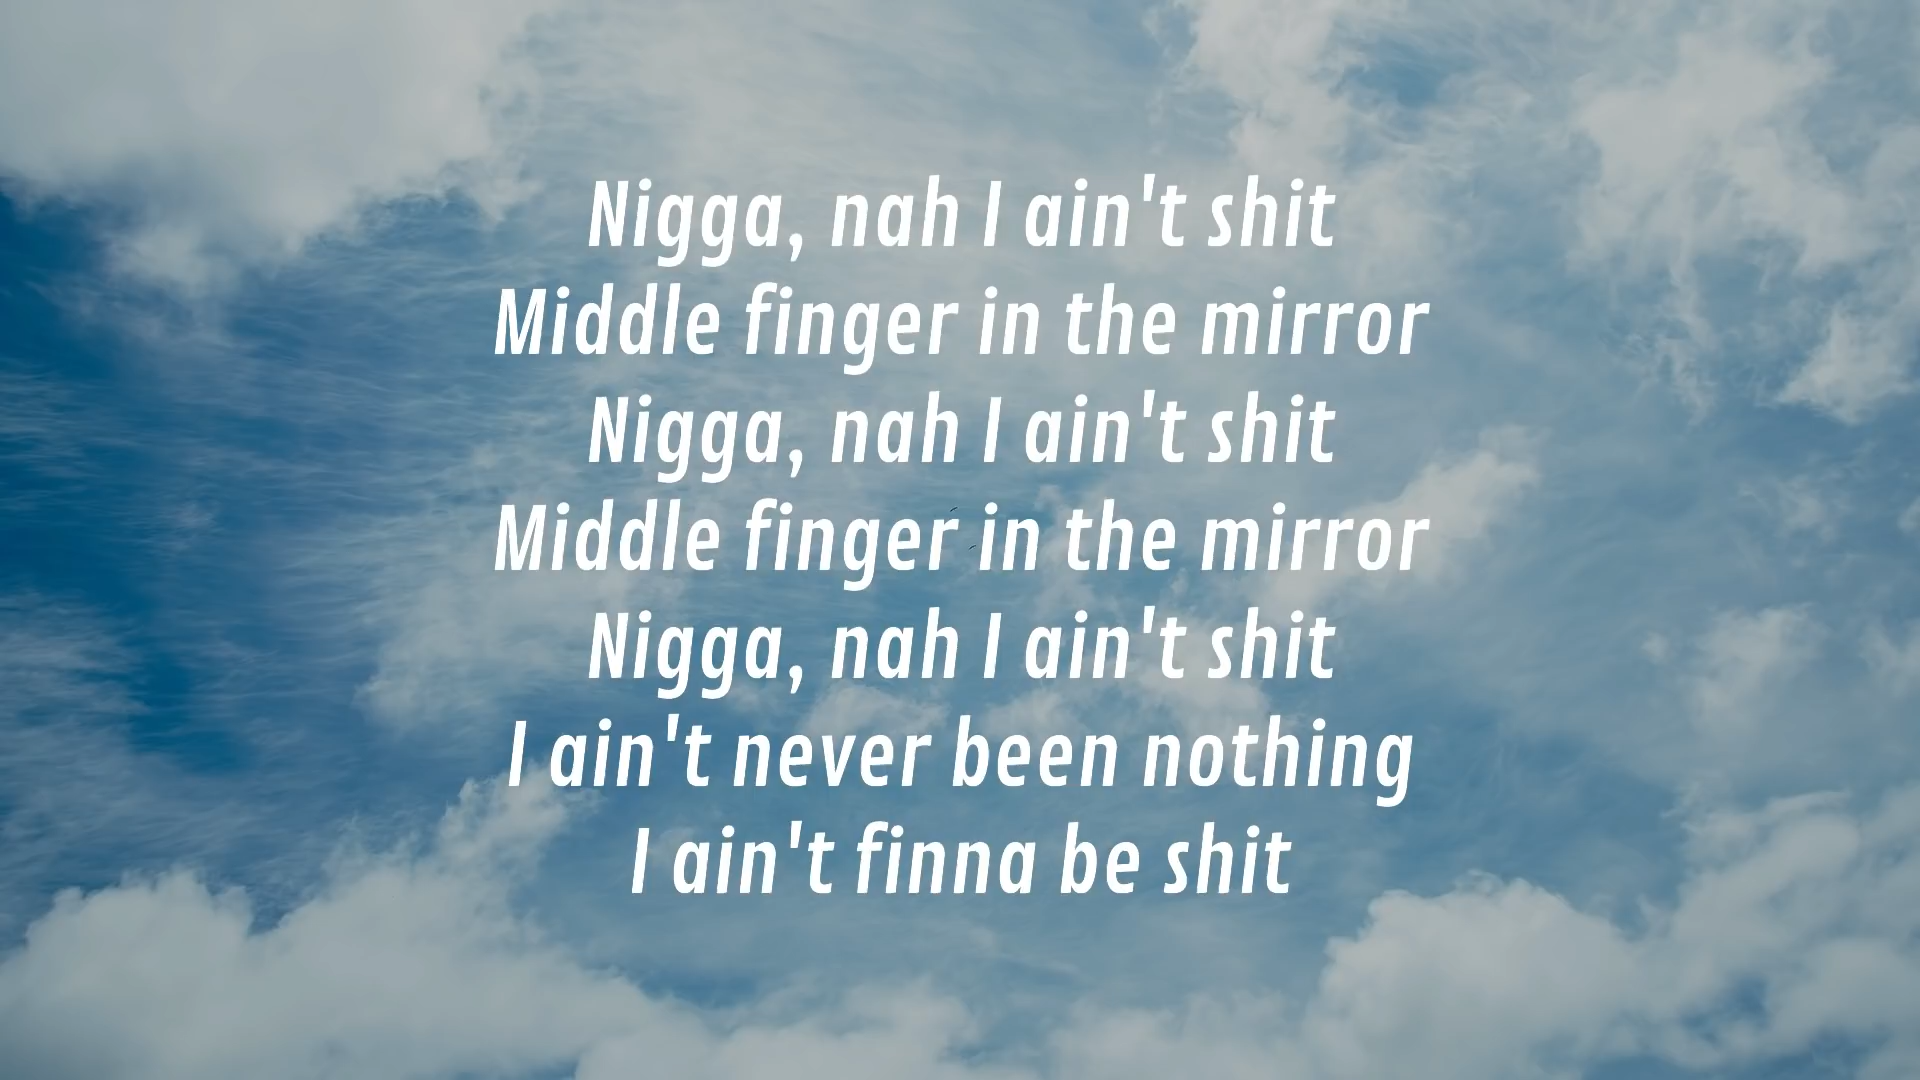 Nigga, nah I ain't shit
Middle finger in the mirror
Nigga, nah I ain't shit
Middle finger in the mirror
Nigga, nah I ain't shit
I ain't never been nothing
I ain't finna be shit